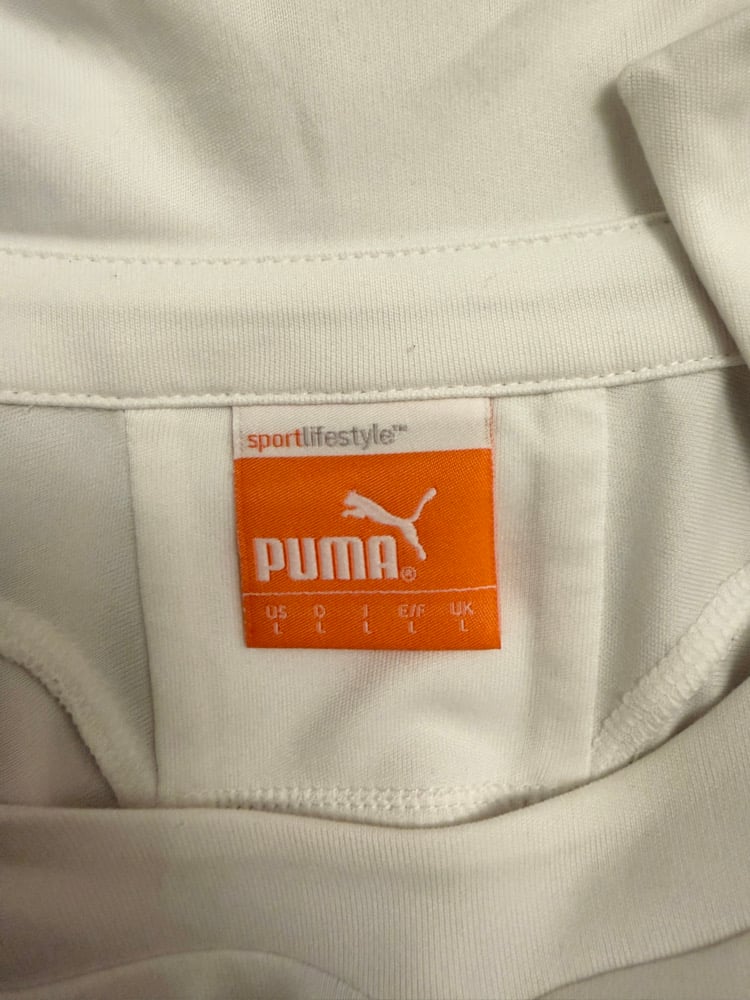 sportlifestyle™
PUMA®
US D I E/F UK
L L L L L